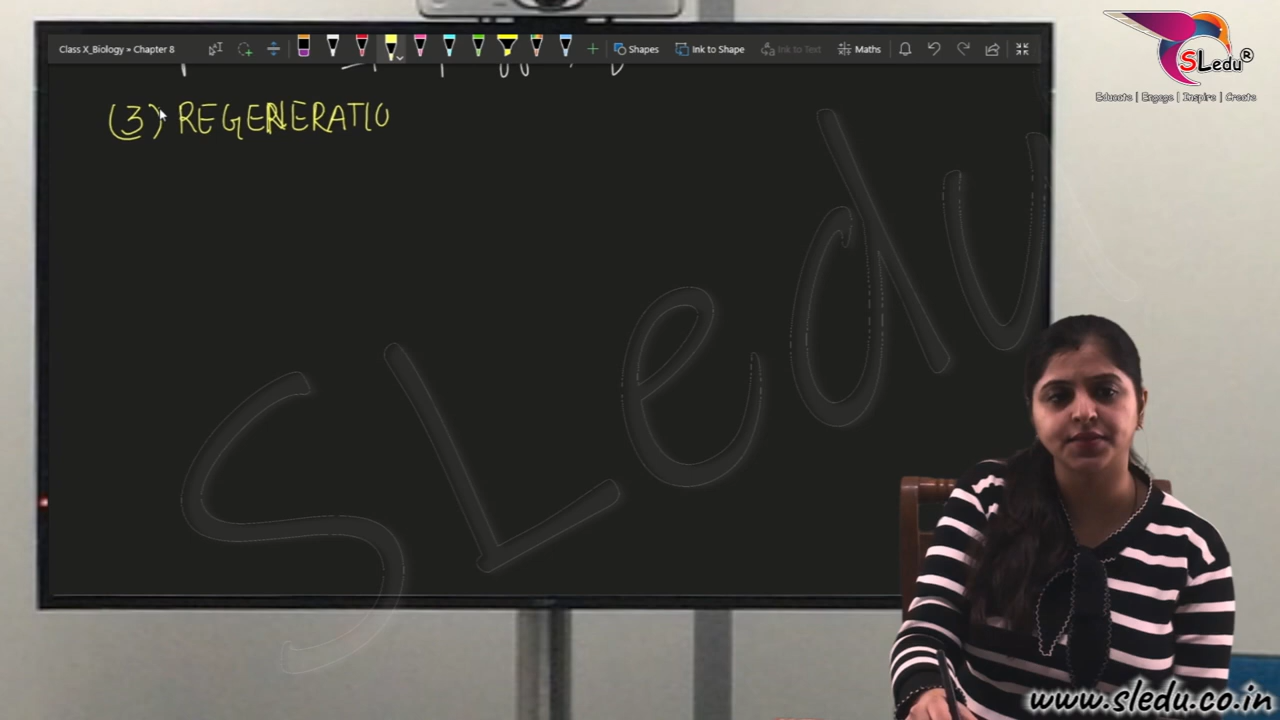 Class X_Biology » Chapter 8
Shapes
Ink to Shape
Ink to Text
Maths
(3) REGENERATIO
SLedu®
Educate | Engage | Inspire | Create
SLedu
www.sledu.co.in